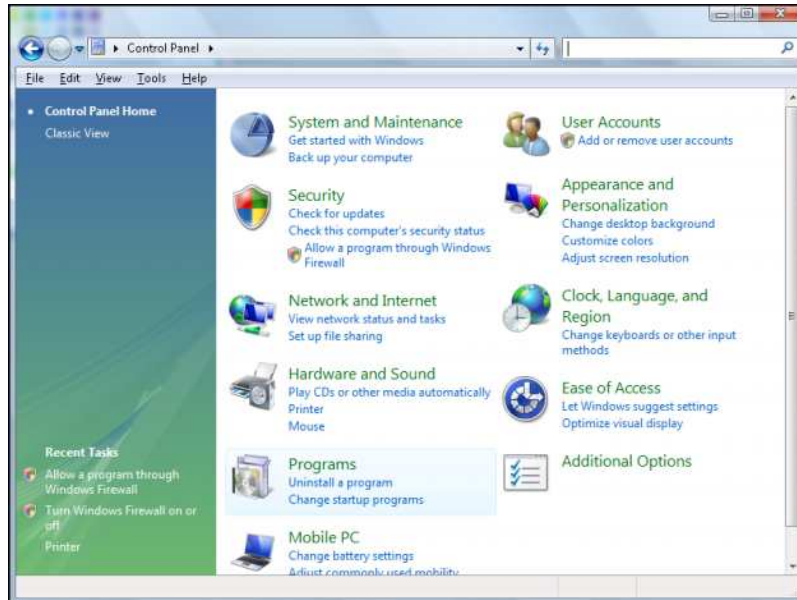 Control Panel
File Edit View Tools Help
Control Panel Home
Classic View
Recent Tasks
Allow a program through
Windows Firewall
Turn Windows Firewall on or
off
Printer
System and Maintenance
Get started with Windows
Back up your computer
Security
Check for updates
Check this computer's security status
Allow a program through Windows
Firewall
Network and Internet
View network status and tasks
Set up file sharing
Hardware and Sound
Play CDs or other media automatically
Printer
Mouse
Programs
Uninstall a program
Change startup programs
Mobile PC
Change battery settings
Adjust commonly used mobility
User Accounts
Add or remove user accounts
Appearance and
Personalization
Change desktop background
Customize colors
Adjust screen resolution
Clock, Language, and
Region
Change keyboards or other input
methods
Ease of Access
Let Windows suggest settings
Optimize visual display
Additional Options